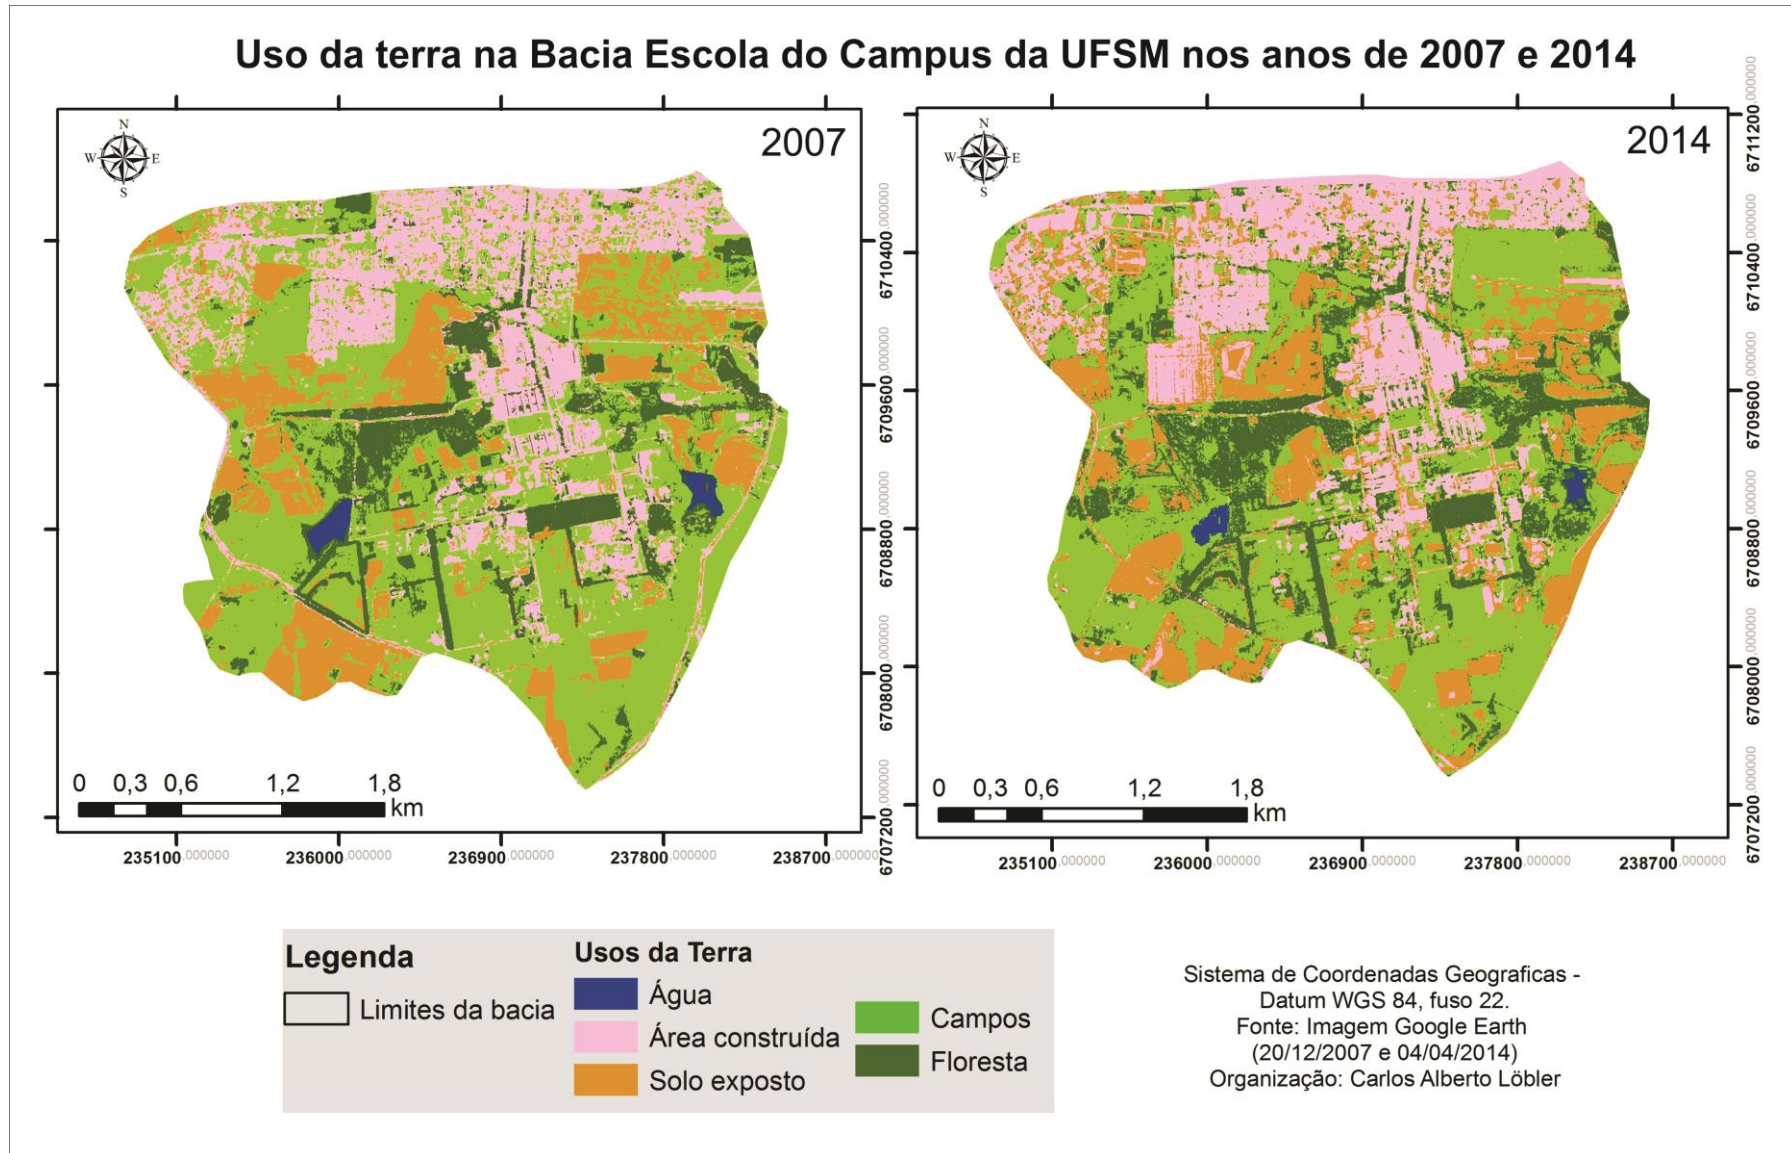 Uso da terra na Bacia Escola do Campus da UFSM nos anos de 2007 e 2014
N
W E
S
2007
0 0,3 0,6 1,2 1,8
km
235100,000000 236000,000000 236900,000000 237800,000000 238700,000000
6710400,000000
6709600,000000
6708800,000000
6708000,000000
6707200,000000
N
W E
S
2014
0 0,3 0,6 1,2 1,8
km
235100,000000 236000,000000 236900,000000 237800,000000 238700,000000
6711200,000000
6710400,000000
6709600,000000
6708800,000000
6708000,000000
6707200,000000
Legenda
Limites da bacia
Usos da Terra
Água
Área construída
Solo exposto
Campos
Floresta
Sistema de Coordenadas Geograficas -
Datum WGS 84, fuso 22.
Fonte: Imagem Google Earth
(20/12/2007 e 04/04/2014)
Organização: Carlos Alberto Löbler